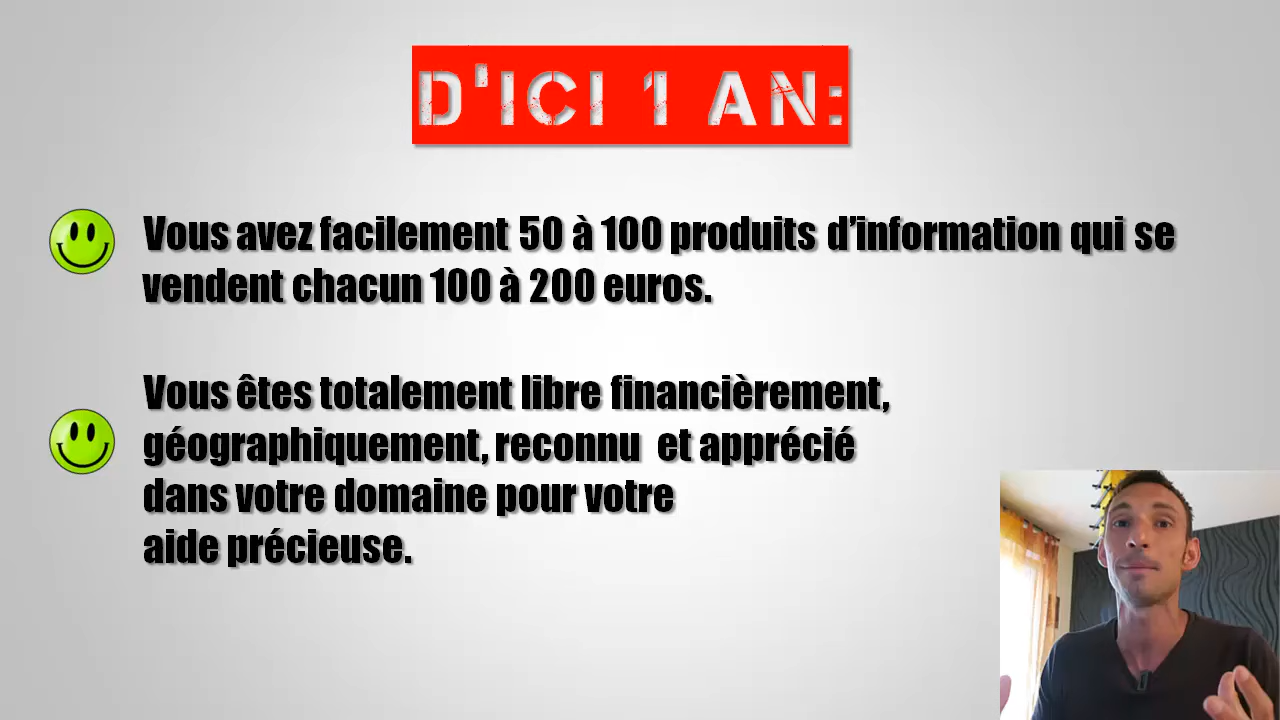 D'ICI 1 AN:
Vous avez facilement 50 à 100 produits d’information qui se
vendent chacun 100 à 200 euros.
Vous êtes totalement libre financièrement,
géographiquement, reconnu et apprécié
dans votre domaine pour votre
aide précieuse.